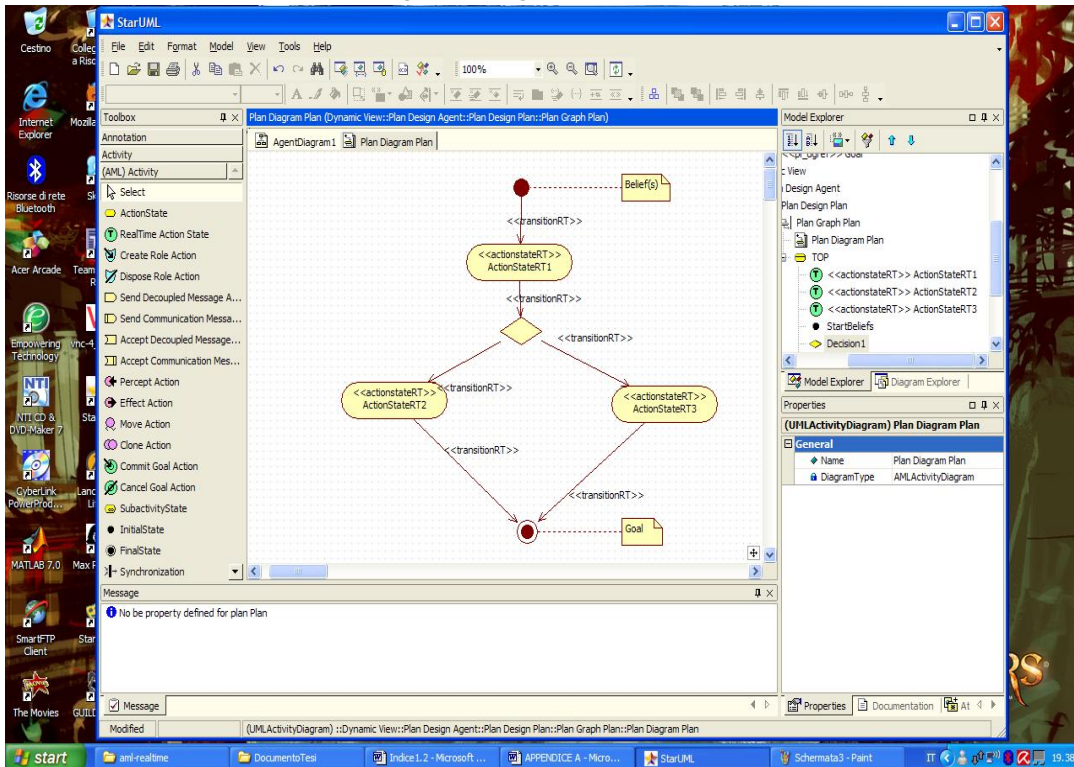 StarUML
File Edit Format Model View Tools Help
100%
Cestino
Internet Explorer
Risorse di rete Bluetooth
Acer Arcade
Empowering Technology
NTI CD & DVD-Maker 7
CyberLink PowerProd...
MATLAB 7.0
SmartFTP Client
The Movies
Toolbox
Annotation
Activity
(AML) Activity
Select
ActionState
RealTime Action State
Create Role Action
Dispose Role Action
Send Decoupled Message A...
Send Communication Messa...
Accept Decoupled Message...
Accept Communication Mes...
Percept Action
Effect Action
Move Action
Clone Action
Commit Goal Action
Cancel Goal Action
SubactivityState
InitialState
FinalState
Synchronization
Plan Diagram Plan (Dynamic View::Plan Design Agent::Plan Design Plan::Plan Graph Plan)
AgentDiagram1 Plan Diagram Plan
Belief(s)
<<transitionRT>>
<<actionstateRT>>
ActionStateRT1
<<transitionRT>>
<<transitionRT>>
<<transitionRT>>
<<actionstateRT>>
ActionStateRT2
<<actionstateRT>>
ActionStateRT3
<<transitionRT>>
<<transitionRT>>
Goal
Model Explorer
View
Design Agent
Plan Design Plan
Plan Graph Plan
Plan Diagram Plan
TOP
<<actionstateRT>> ActionStateRT1
<<actionstateRT>> ActionStateRT2
<<actionstateRT>> ActionStateRT3
StartBeliefs
Decision1
Model Explorer Diagram Explorer
Properties
(UMLActivityDiagram) Plan Diagram Plan
General
Name Plan Diagram Plan
DiagramType AMLActivityDiagram
Message
No be property defined for plan Plan
Message
Properties Documentation At
Modified
(UMLActivityDiagram) ::Dynamic View::Plan Design Agent::Plan Design Plan::Plan Graph Plan::Plan Diagram Plan
start aml-realtime DocumentoTesi Indice1.2 - Microsoft ... APPENDICE A - Micro... StarUML Schermata3 - Paint IT 19.38